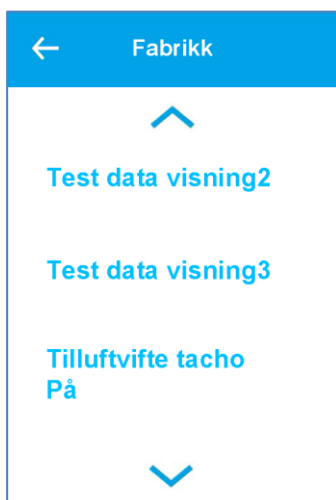 Fabrikk
Test data visning2
Test data visning3
Tilluftvifte tacho
På